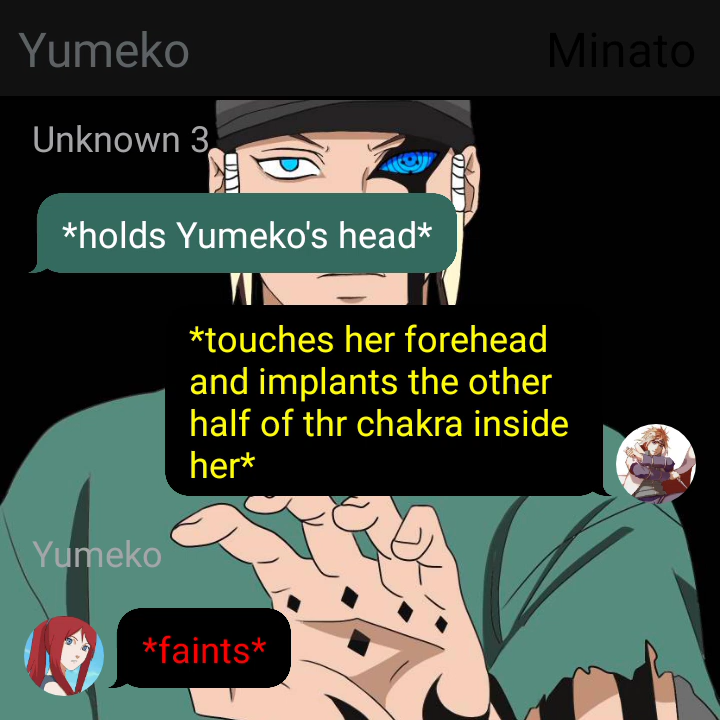 Yumeko Minato
Unknown 3
*holds Yumeko's head*
*touches her forehead
and implants the other
half of thr chakra inside
her*
Yumeko
*faints*